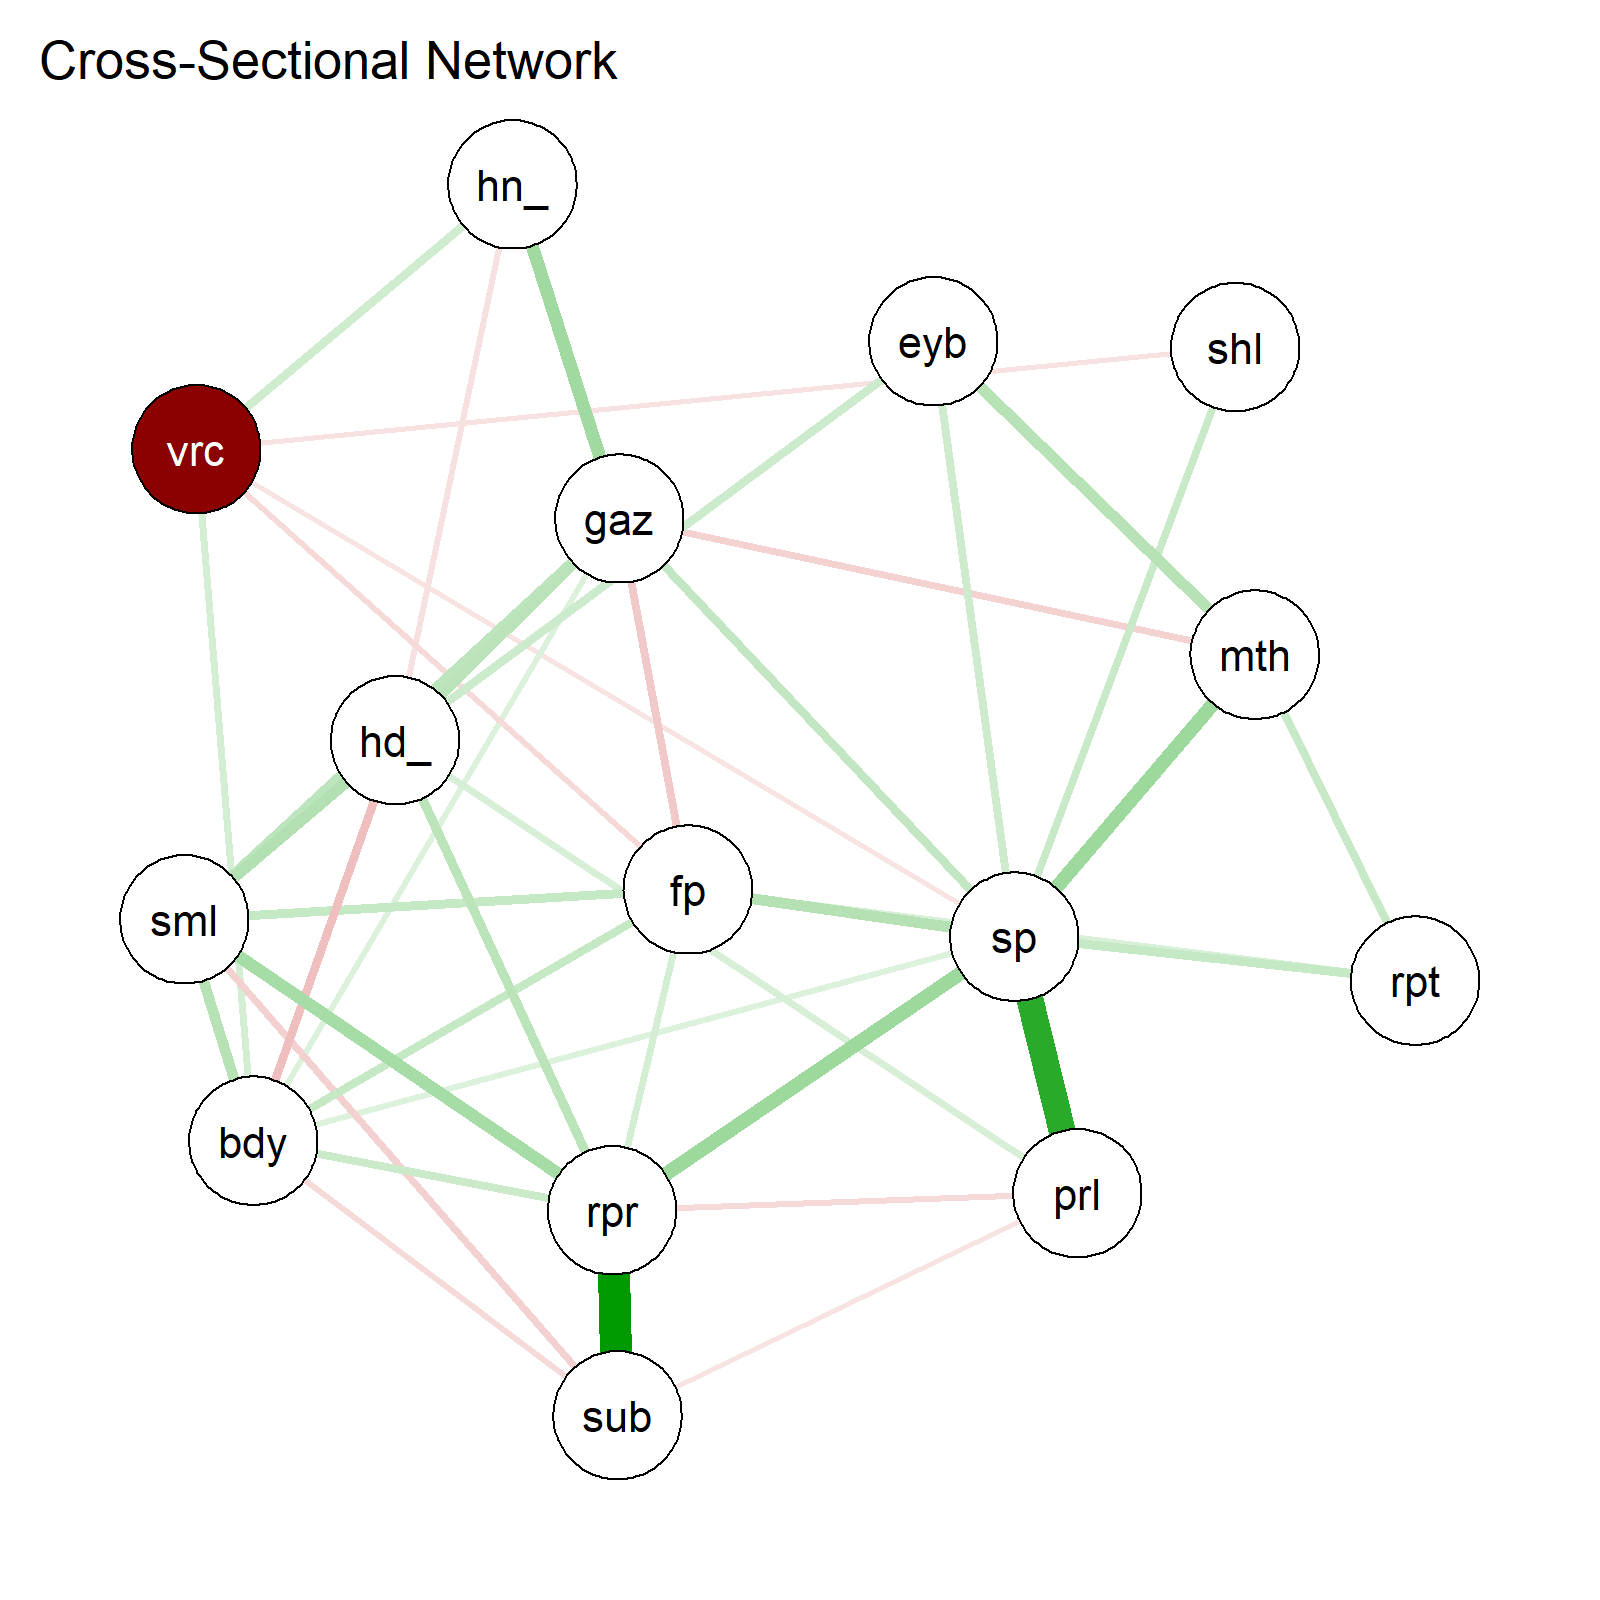 Cross-Sectional Network
hn_
eyb
shl
vrc
gaz
mth
hd_
fp
sml
sp
rpt
bdy
rpr
prl
sub